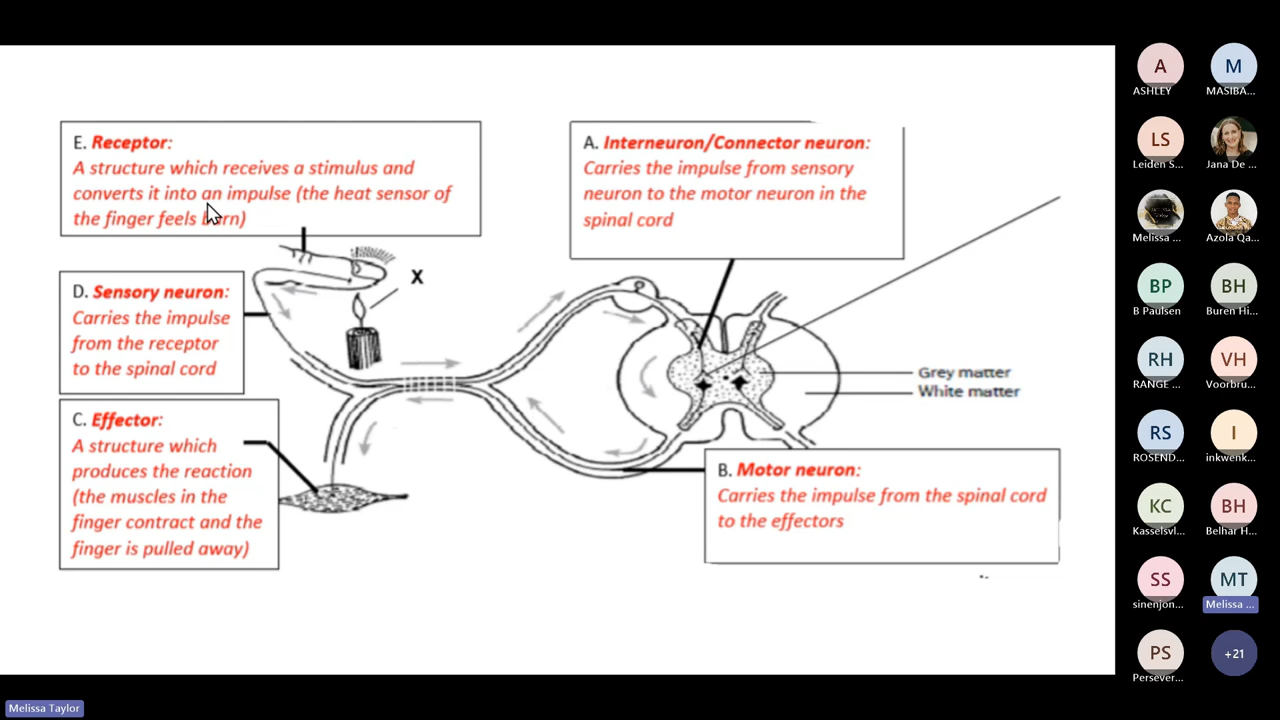 E. Receptor:
A structure which receives a stimulus and
converts it into an impulse (the heat sensor of
the finger feels burn)
A. Interneuron/Connector neuron:
Carries the impulse from sensory
neuron to the motor neuron in the
spinal cord
X
D. Sensory neuron:
Carries the impulse
from the receptor
to the spinal cord
Grey matter
White matter
C. Effector:
A structure which
produces the reaction
(the muscles in the
finger contract and the
finger is pulled away)
B. Motor neuron:
Carries the impulse from the spinal cord
to the effectors
A
ASHLEY
M
MASIBA...
LS
Leiden S...
Jana De ...
Melissa ...
Azola Qa...
BP
B Paulsen
BH
Buren Hi...
RH
RANGE ...
VH
Voorbru...
RS
ROSEND...
I
inkwenk...
KC
Kasselsvl...
BH
Belhar H...
SS
sinenjon...
MT
Melissa ...
PS
Persever...
+21
Melissa Taylor